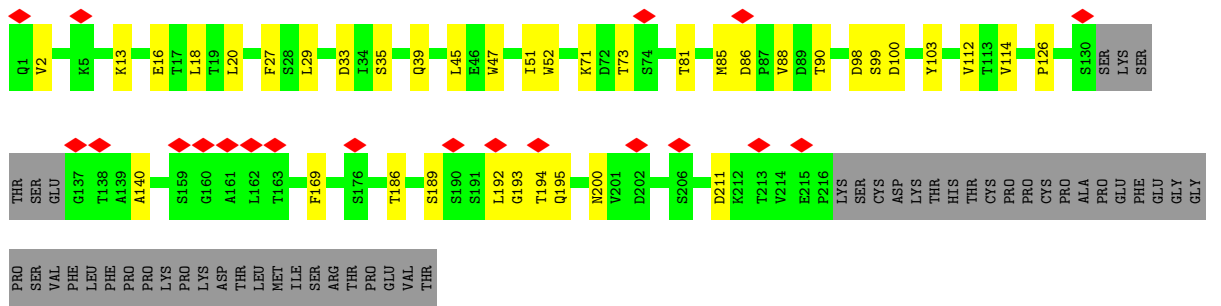 Q1 V2 K5 K13 E16 T17 L18 T19 L20 F27 S28 L29 D33 I34 S35 Q39 L45 E46 W47 I51 W52 K71 D72 T73 S74 T81 M85 D86 P87 V88 D89 T90 D98 S99 D100 Y103 V112 T113 V114 P126 S130 SER LYS SER
THR SER GLU G137 T138 A139 A140 S159 G160 A161 L162 T163 F169 S176 T186 S189 S190 S191 L192 G193 T194 Q195 N200 V201 D202 S206 D211 K212 T213 V214 E215 P216 LYS SER CYS ASP LYS THR HIS THR CYS PRO PRO CYS PRO ALA PRO GLU PHE GLU GLY GLY
PRO SER VAL PHE LEU PHE PRO PRO LYS PRO LYS ASP THR LEU MET ILE SER ARG THR PRO GLU VAL THR